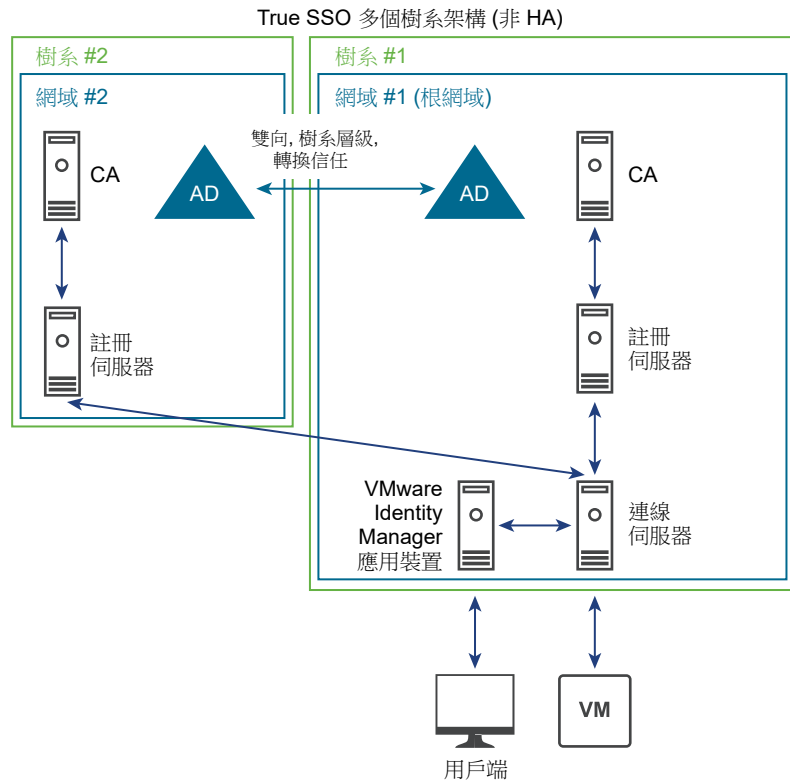 True SSO 多個樹系架構 (非 HA)
樹系 #2
網域 #2
CA
AD
註冊
伺服器
雙向, 樹系層級,
轉換信任
樹系 #1
網域 #1 (根網域)
AD
CA
註冊
伺服器
VMware
Identity
Manager
應用裝置
連線
伺服器
用戶端
VM